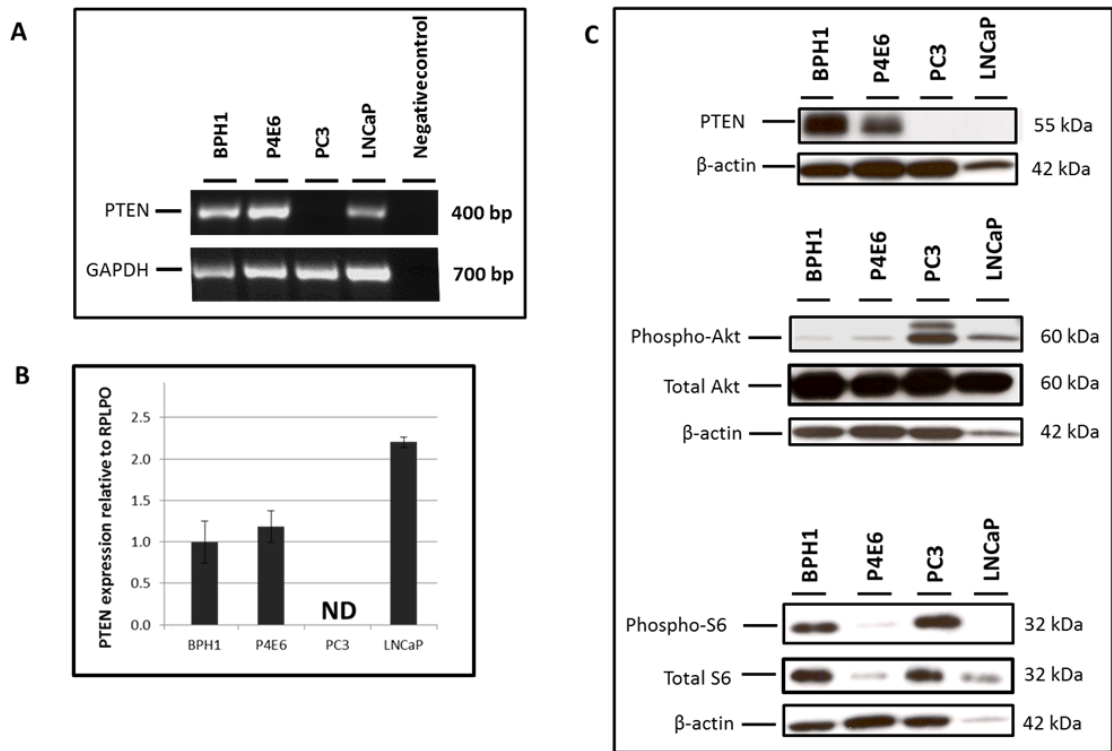 A
BPH1
P4E6
PC3
LNCaP
Negativecontrol
PTEN
400 bp
GAPDH
700 bp
B
PTEN expression relative to RPLPO
2.5
2.0
1.5
1.0
0.5
0.0
ND
BPH1
P4E6
PC3
LNCaP
C
BPH1
P4E6
PC3
LNCaP
PTEN
55 kDa
β-actin
42 kDa
BPH1
P4E6
PC3
LNCaP
Phospho-Akt
60 kDa
Total Akt
60 kDa
β-actin
42 kDa
BPH1
P4E6
PC3
LNCaP
Phospho-S6
32 kDa
Total S6
32 kDa
β-actin
42 kDa